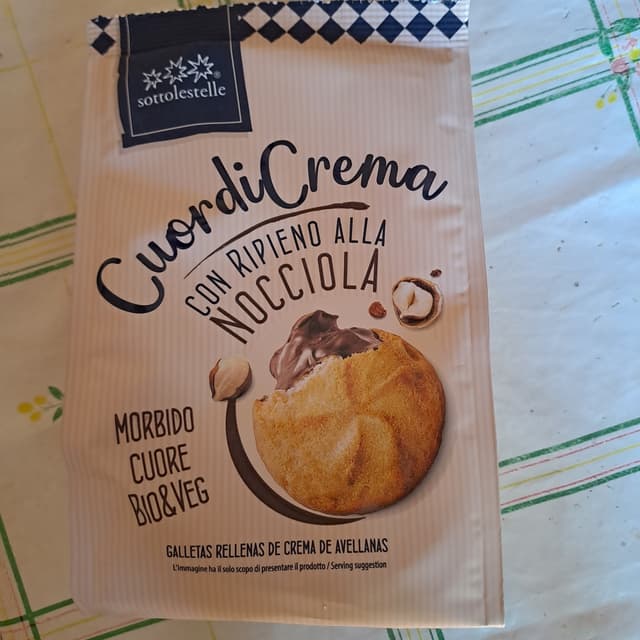 sottolestelle®
CuordiCrema
CON RIPIENO ALLA
NOCCIOLA
MORBIDO
CUORE
BIO&VEG
GALLETAS RELLENAS DE CREMA DE AVELLANAS
L'immagine ha il solo scopo di presentare il prodotto / Serving suggestion